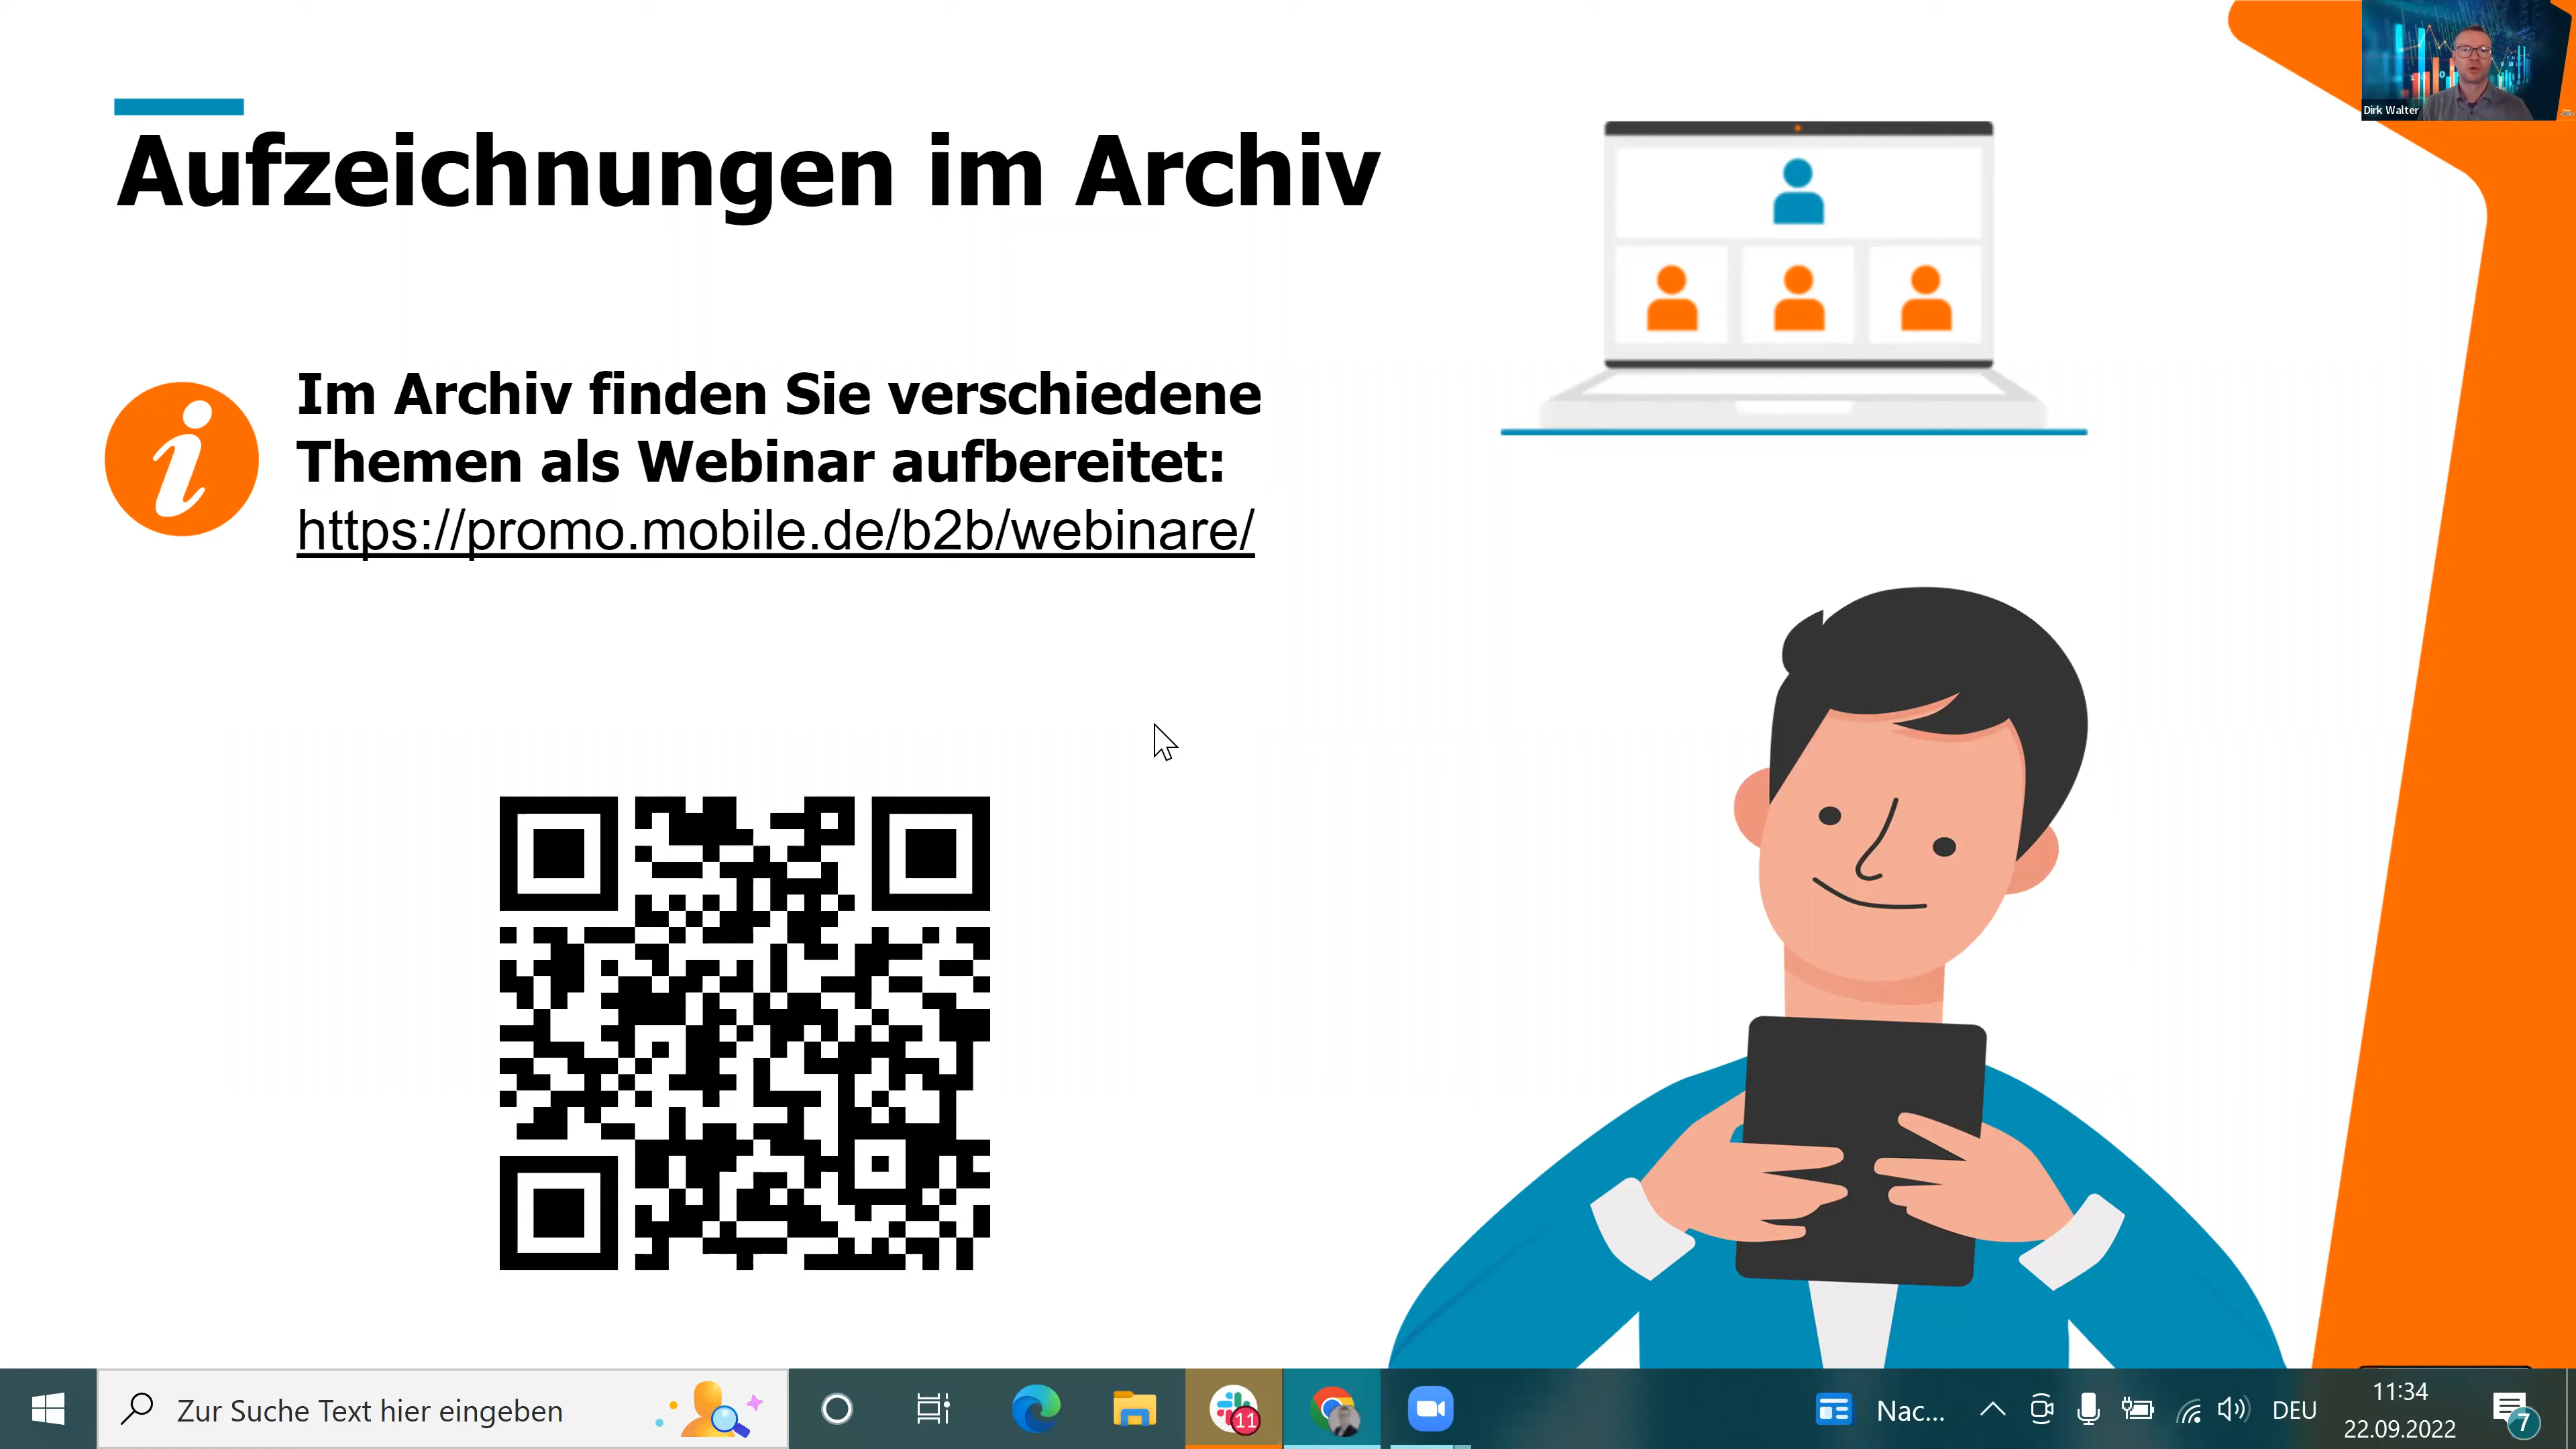 Dirk Walter
Aufzeichnungen im Archiv
Im Archiv finden Sie verschiedene
Themen als Webinar aufbereitet:
https://promo.mobile.de/b2b/webinare/
Zur Suche Text hier eingeben
11
Nac...
DEU
11:34
22.09.2022
7